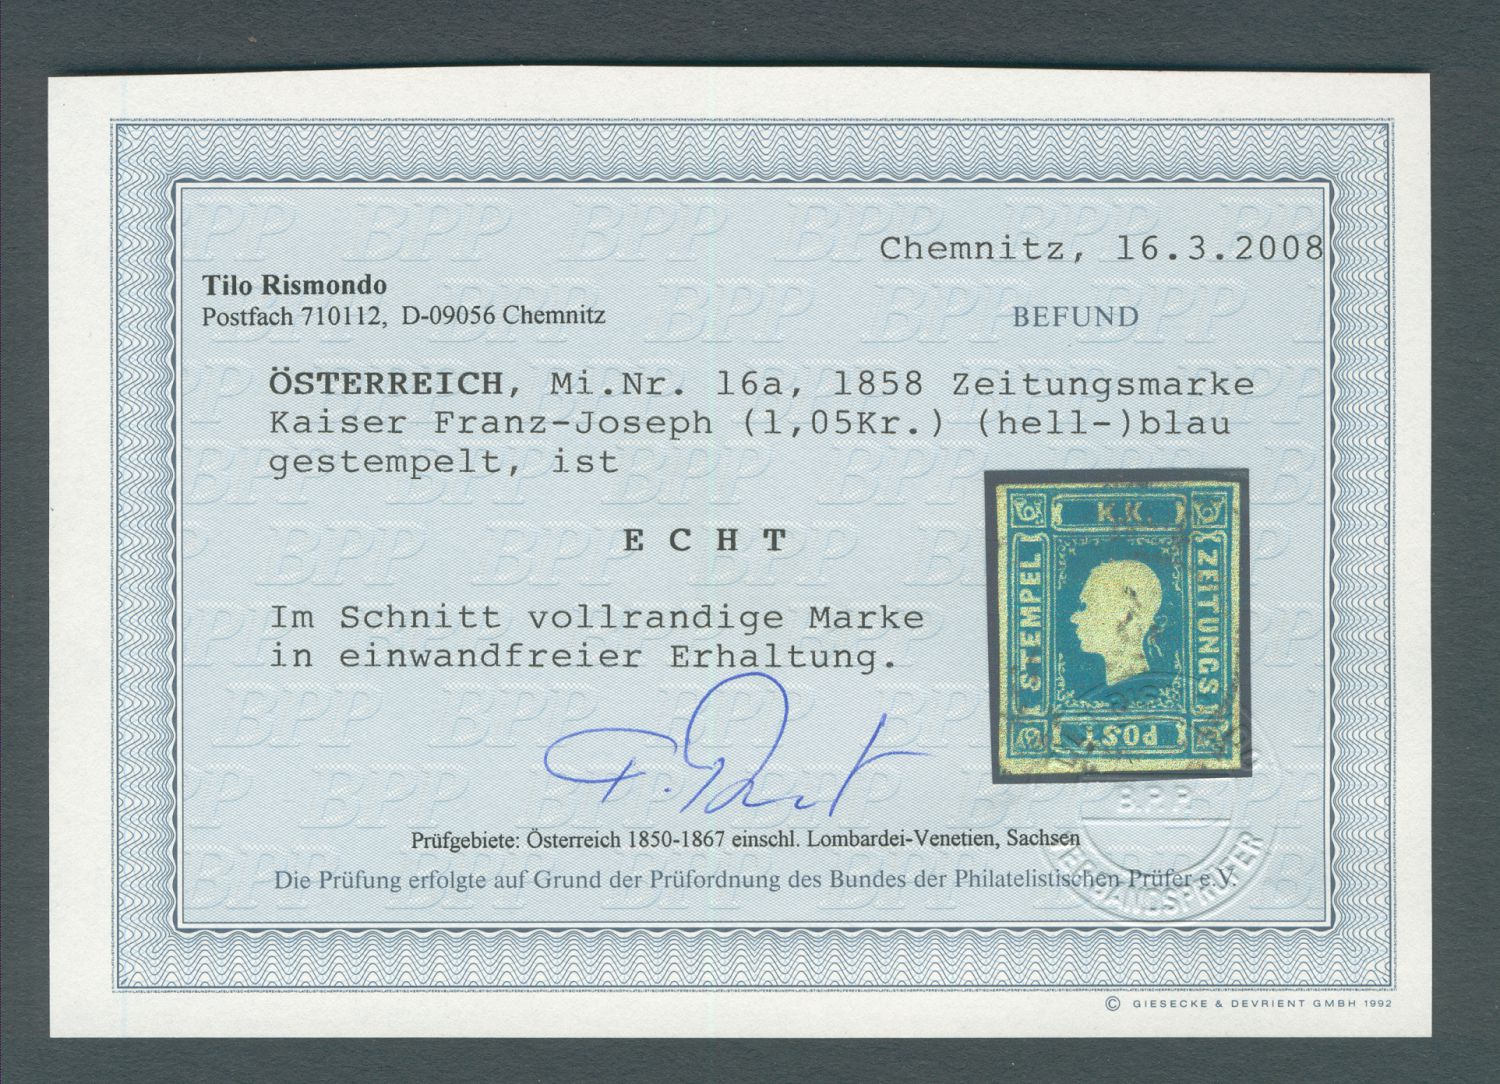 Chemnitz, 16.3.2008
Tilo Rismondo
Postfach 710112, D-09056 Chemnitz
BEFUND
ÖSTERREICH, Mi.Nr. 16a, 1858 Zeitungsmarke
Kaiser Franz-Joseph (1,05Kr.) (hell-)blau
gestempelt, ist
E C H T
Im Schnitt vollrandige Marke
in einwandfreier Erhaltung.
K.K.
ZEITUNGS
POST
STEMPEL
B.P.P.
VERBANDSPRÜFER
Prüfgebiete: Österreich 1850-1867 einschl. Lombardei-Venetien, Sachsen
Die Prüfung erfolgte auf Grund der Prüfordnung des Bundes der Philatelistischen Prüfer e.V.
© GIESECKE & DEVRIENT GMBH 1992